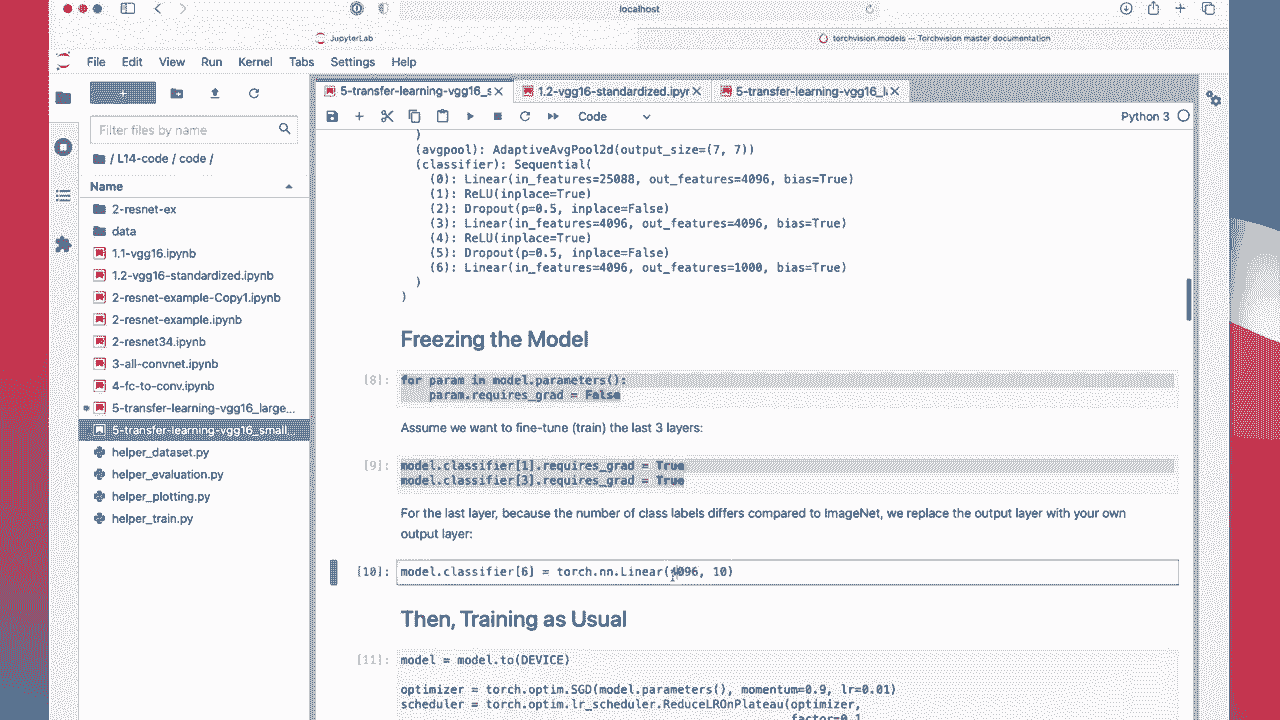 localhost
JupyterLab
torchvision.models — Torchvision master documentation
File Edit View Run Kernel Tabs Settings Help
5-transfer-learning-vgg16_s
1.2-vgg16-standardized.ipynr
5-transfer-learning-vgg16_l
Code
Python 3
Filter files by name
/ L14-code / code /
Name
2-resnet-ex
data
1.1-vgg16.ipynb
1.2-vgg16-standardized.ipynb
2-resnet-example-Copy1.ipynb
2-resnet-example.ipynb
2-resnet34.ipynb
3-all-convnet.ipynb
4-fc-to-conv.ipynb
5-transfer-learning-vgg16_large...
5-transfer-learning-vgg16_small
helper_dataset.py
helper_evaluation.py
helper_plotting.py
helper_train.py
)
(avgpool): AdaptiveAvgPool2d(output_size=(7, 7))
(classifier): Sequential(
(0): Linear(in_features=25088, out_features=4096, bias=True)
(1): ReLU(inplace=True)
(2): Dropout(p=0.5, inplace=False)
(3): Linear(in_features=4096, out_features=4096, bias=True)
(4): ReLU(inplace=True)
(5): Dropout(p=0.5, inplace=False)
(6): Linear(in_features=4096, out_features=1000, bias=True)
)
)
Freezing the Model
[8]: for param in model.parameters():
param.requires_grad = False
Assume we want to fine-tune (train) the last 3 layers:
[9]: model.classifier[1].requires_grad = True
model.classifier[3].requires_grad = True
For the last layer, because the number of class labels differs compared to ImageNet, we replace the output layer with your own
output layer:
[10]: model.classifier[6] = torch.nn.Linear(4096, 10)
Then, Training as Usual
[11]: model = model.to(DEVICE)
optimizer = torch.optim.SGD(model.parameters(), momentum=0.9, lr=0.01)
scheduler = torch.optim.lr_scheduler.ReduceLROnPlateau(optimizer,
factor=0.1